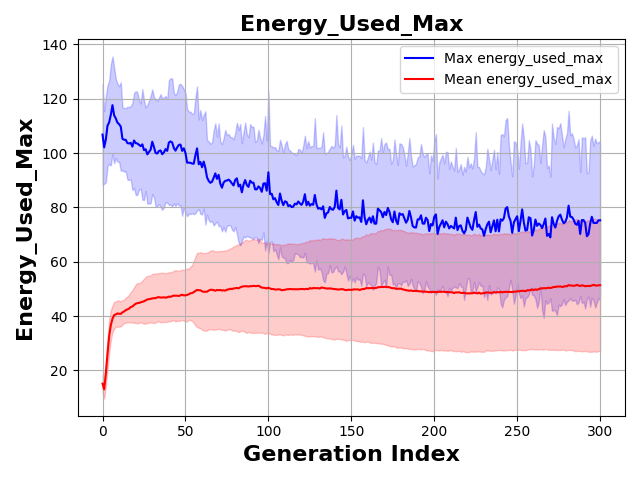 Energy_Used_Max
Max energy_used_max
Mean energy_used_max
Energy_Used_Max
140
120
100
80
60
40
20
0
50
100
150
200
250
300
Generation Index